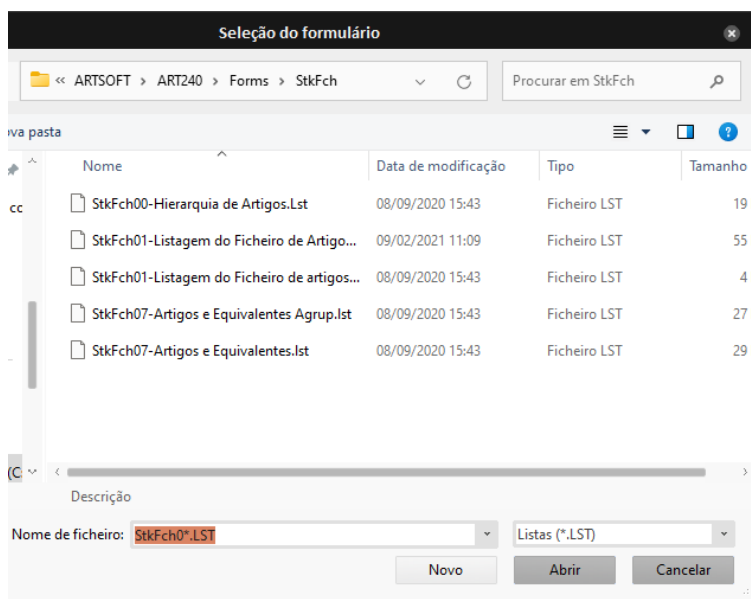 Seleção do formulário
« ARTSOFT > ART240 > Forms > StkFch Procurar em StkFch
ova pasta
Nome Data de modificação Tipo Tamanho
StkFch00-Hierarquia de Artigos.Lst 08/09/2020 15:43 Ficheiro LST 19
StkFch01-Listagem do Ficheiro de Artigo... 09/02/2021 11:09 Ficheiro LST 55
StkFch01-Listagem do Ficheiro de artigos... 08/09/2020 15:43 Ficheiro LST 4
StkFch07-Artigos e Equivalentes Agrup.lst 08/09/2020 15:43 Ficheiro LST 27
StkFch07-Artigos e Equivalentes.lst 08/09/2020 15:43 Ficheiro LST 29
(C
Descrição
Nome de ficheiro: StkFch0*.LST Listas (*.LST)
Novo Abrir Cancelar